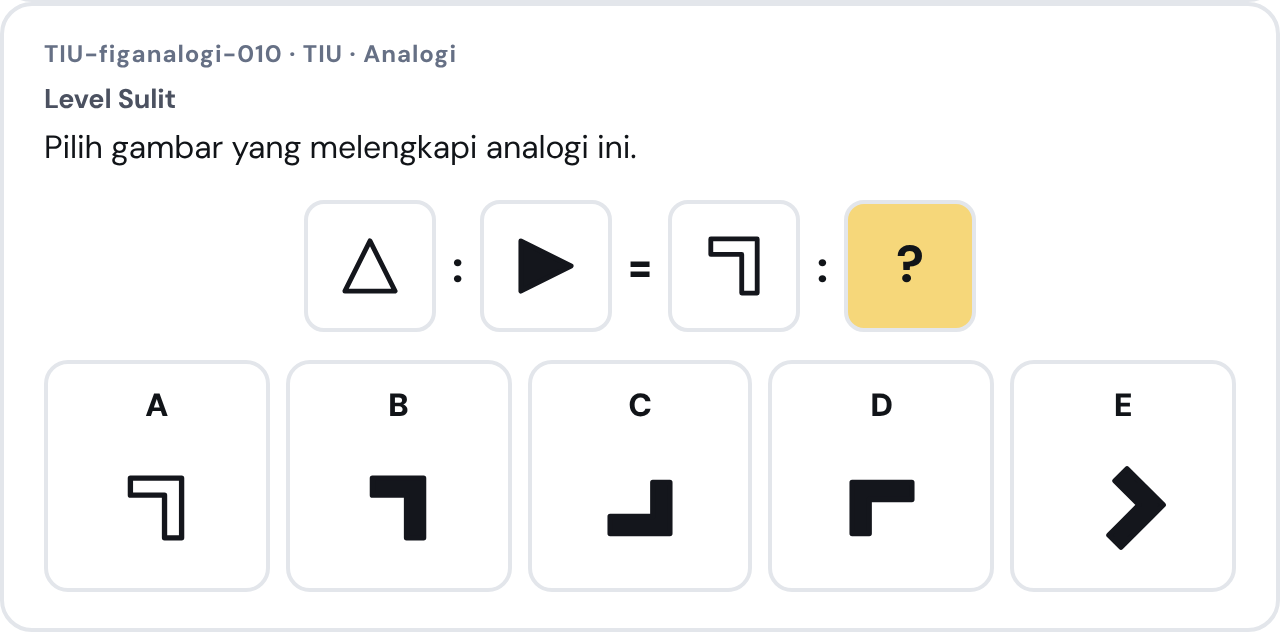 TIU-figanalogi-010 · TIU · Analogi
Level Sulit
Pilih gambar yang melengkapi analogi ini.
: = : ?
A B C D E